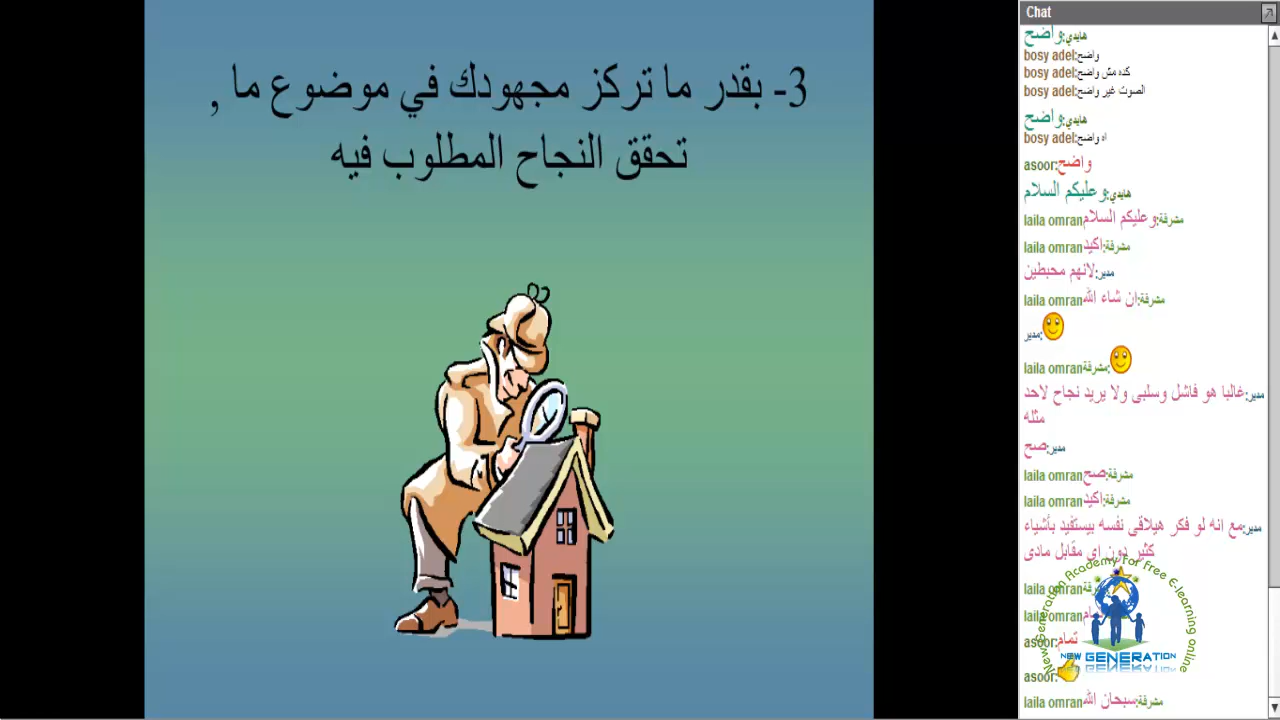 3- بقدر ما تركز مجهودك في موضوع ما ,
تحقق النجاح المطلوب فيه
Chat
هايدي:واضح
bosy adel:واضح
bosy adel:كده مش واضح
bosy adel:الصوت غير واضح
هايدي:واضح
bosy adel:اه واضح
asoor:واضح
هايدي:وعليكم السلام
مشرفة laila omran:وعليكم السلام
مشرفة laila omran:اكيد
مدير:لانهم محبطين
مشرفة laila omran:ان شاء الله
مدير:
مشرفة laila omran:
مدير:غالبا هو فاشل وسلبى ولا يريد نجاح لاحد
مثله
مدير:صح
مشرفة laila omran:صح
مشرفة laila omran:اكيد
مدير:مع انه لو فكر هيلاقى نفسه بيستفيد بأشياء
كثير دون اي مقابل مادى
laila omran
laila omran
asoor:تمام
asoor:
مشرفة laila omran:سبحان الله
New Generation Academy For Free E-learning online
NEW GENERATION